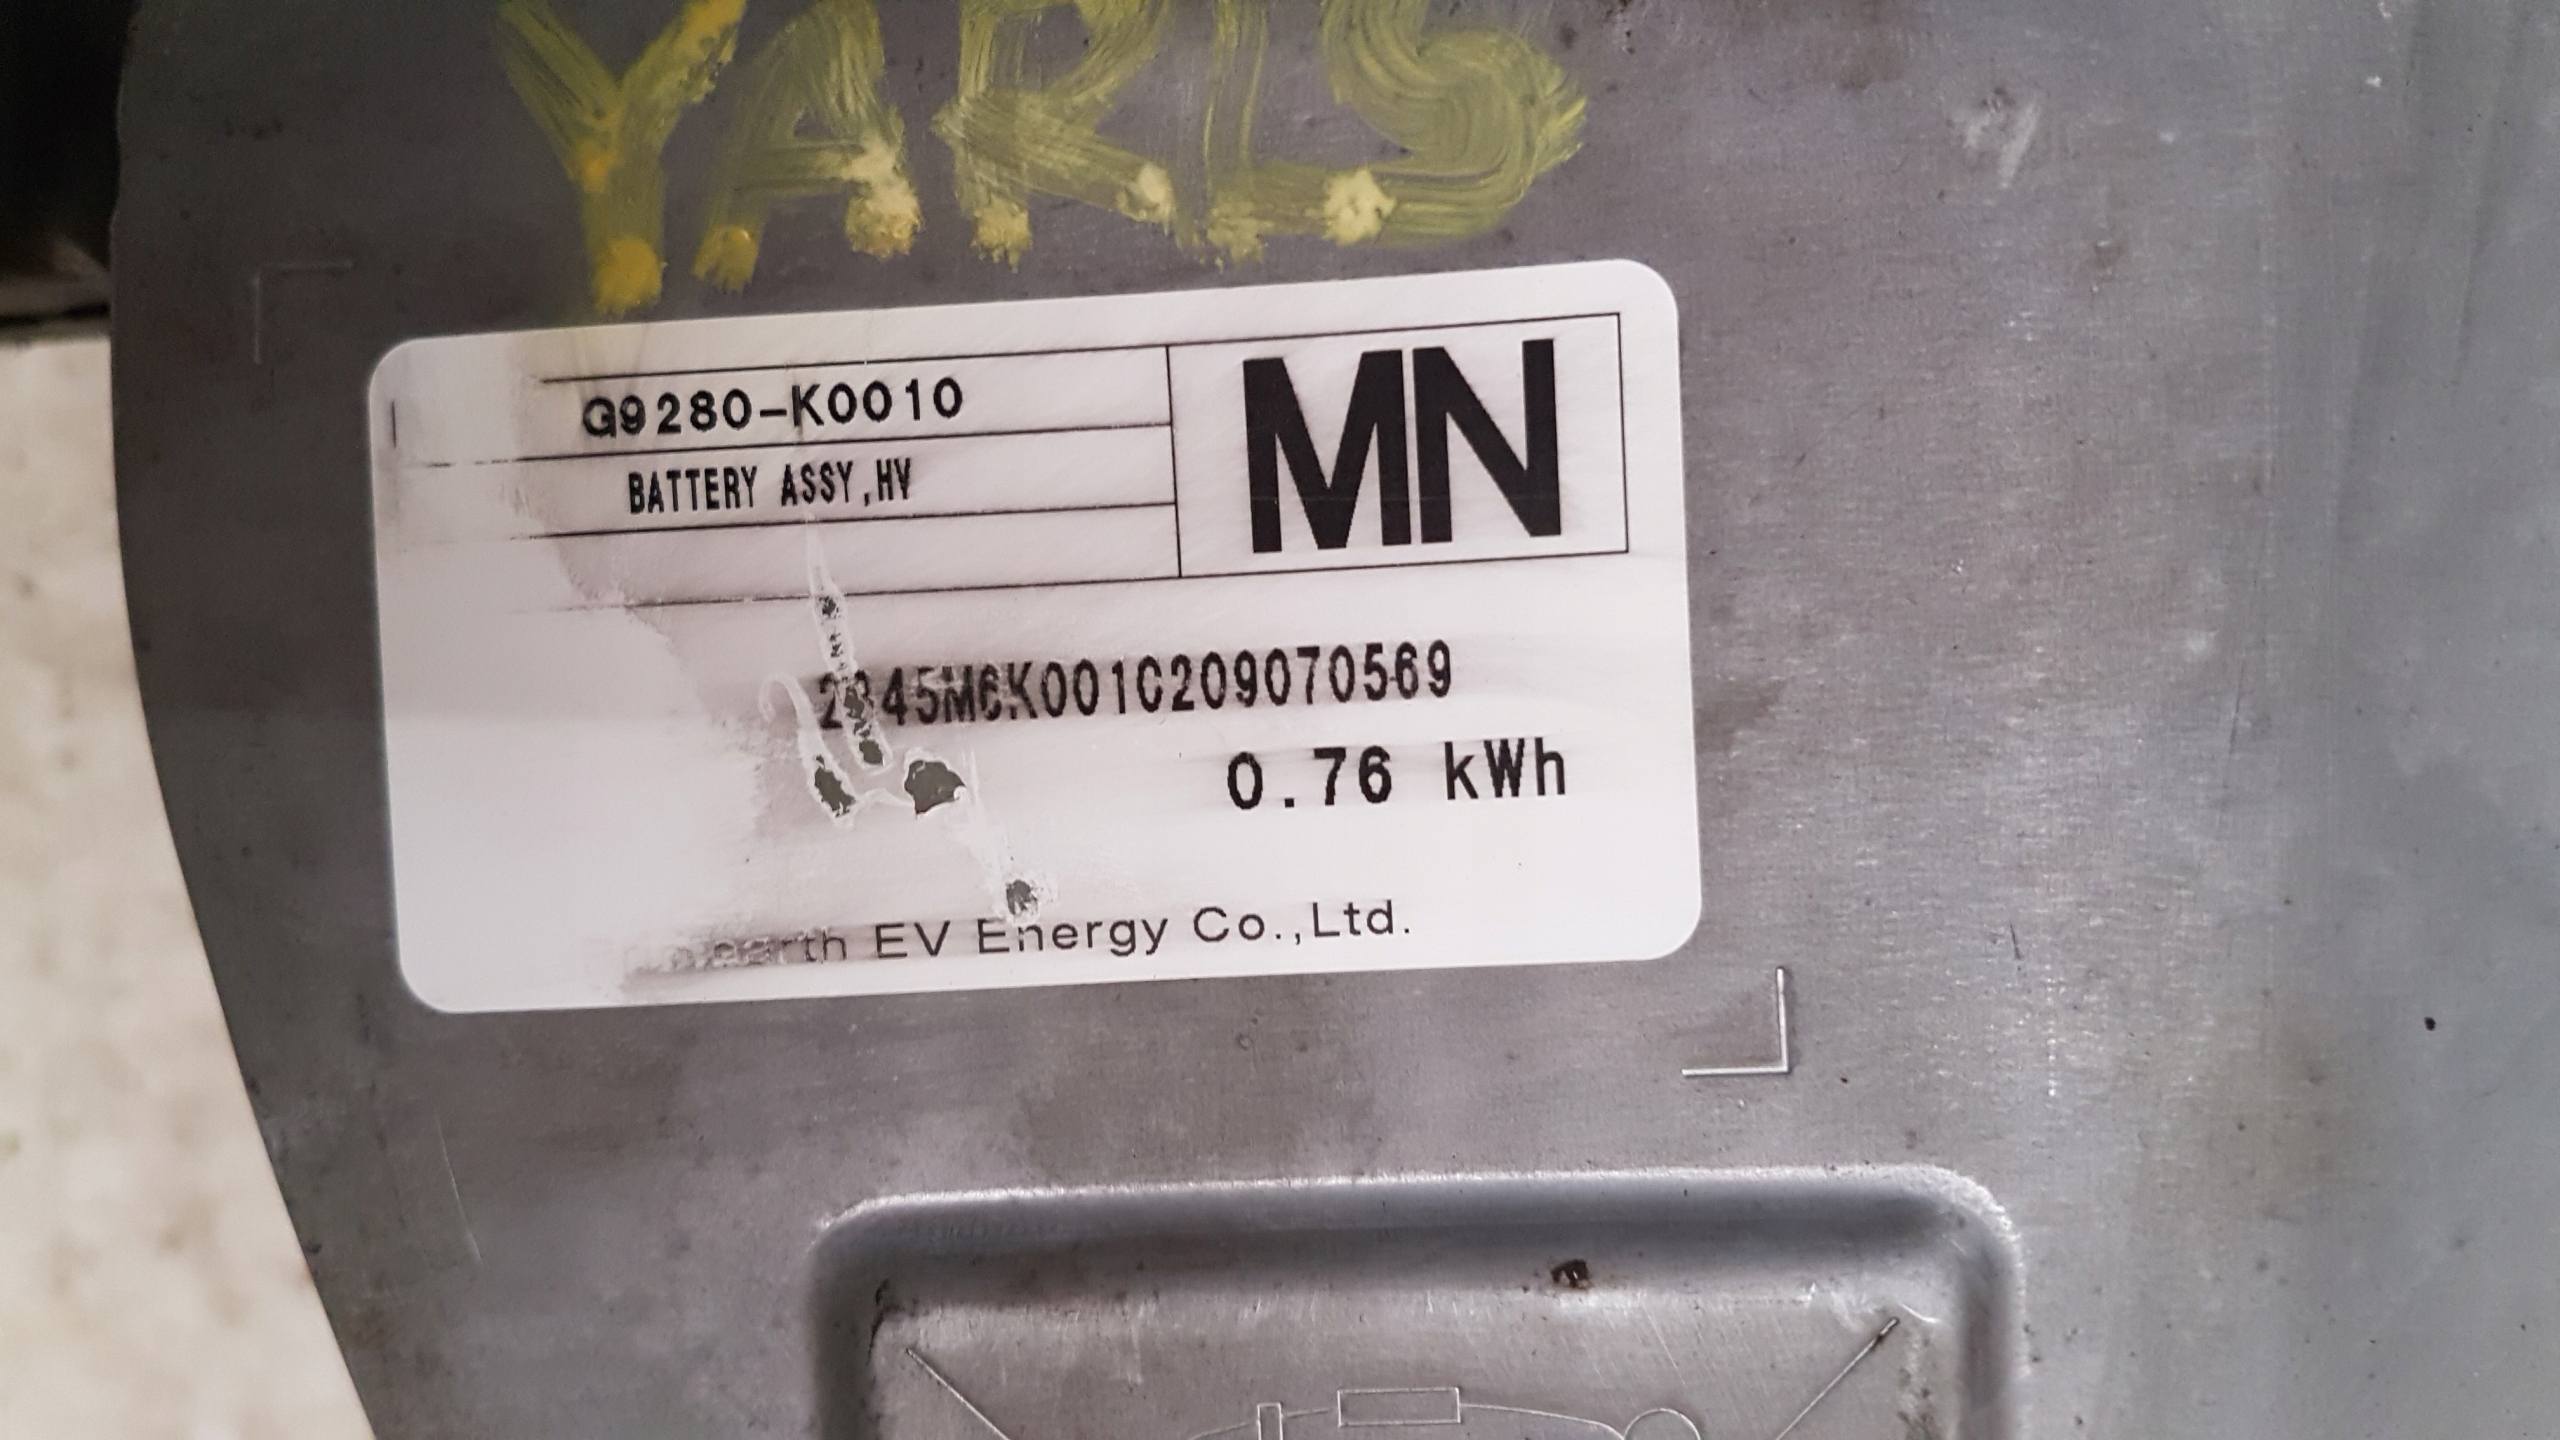 YARIS
G9280-K0010
BATTERY ASSY,HV
MN
0.76 kWh
EV Energy Co.,Ltd.